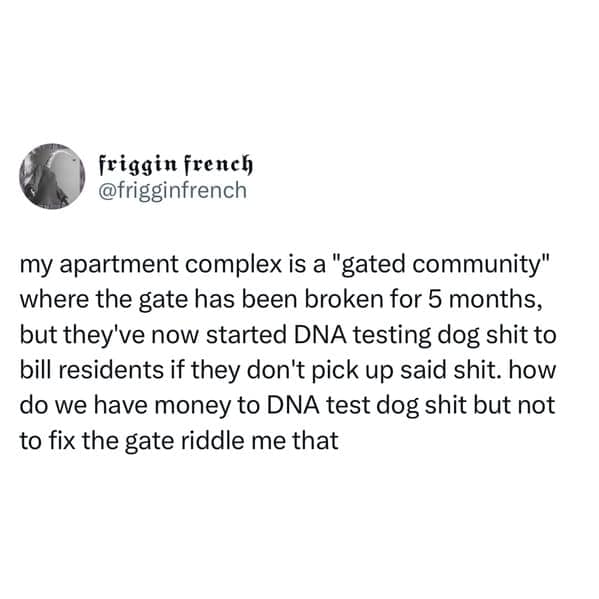 friggin french
@frigginfrench
my apartment complex is a "gated community"
where the gate has been broken for 5 months,
but they've now started DNA testing dog shit to
bill residents if they don't pick up said shit. how
do we have money to DNA test dog shit but not
to fix the gate riddle me that